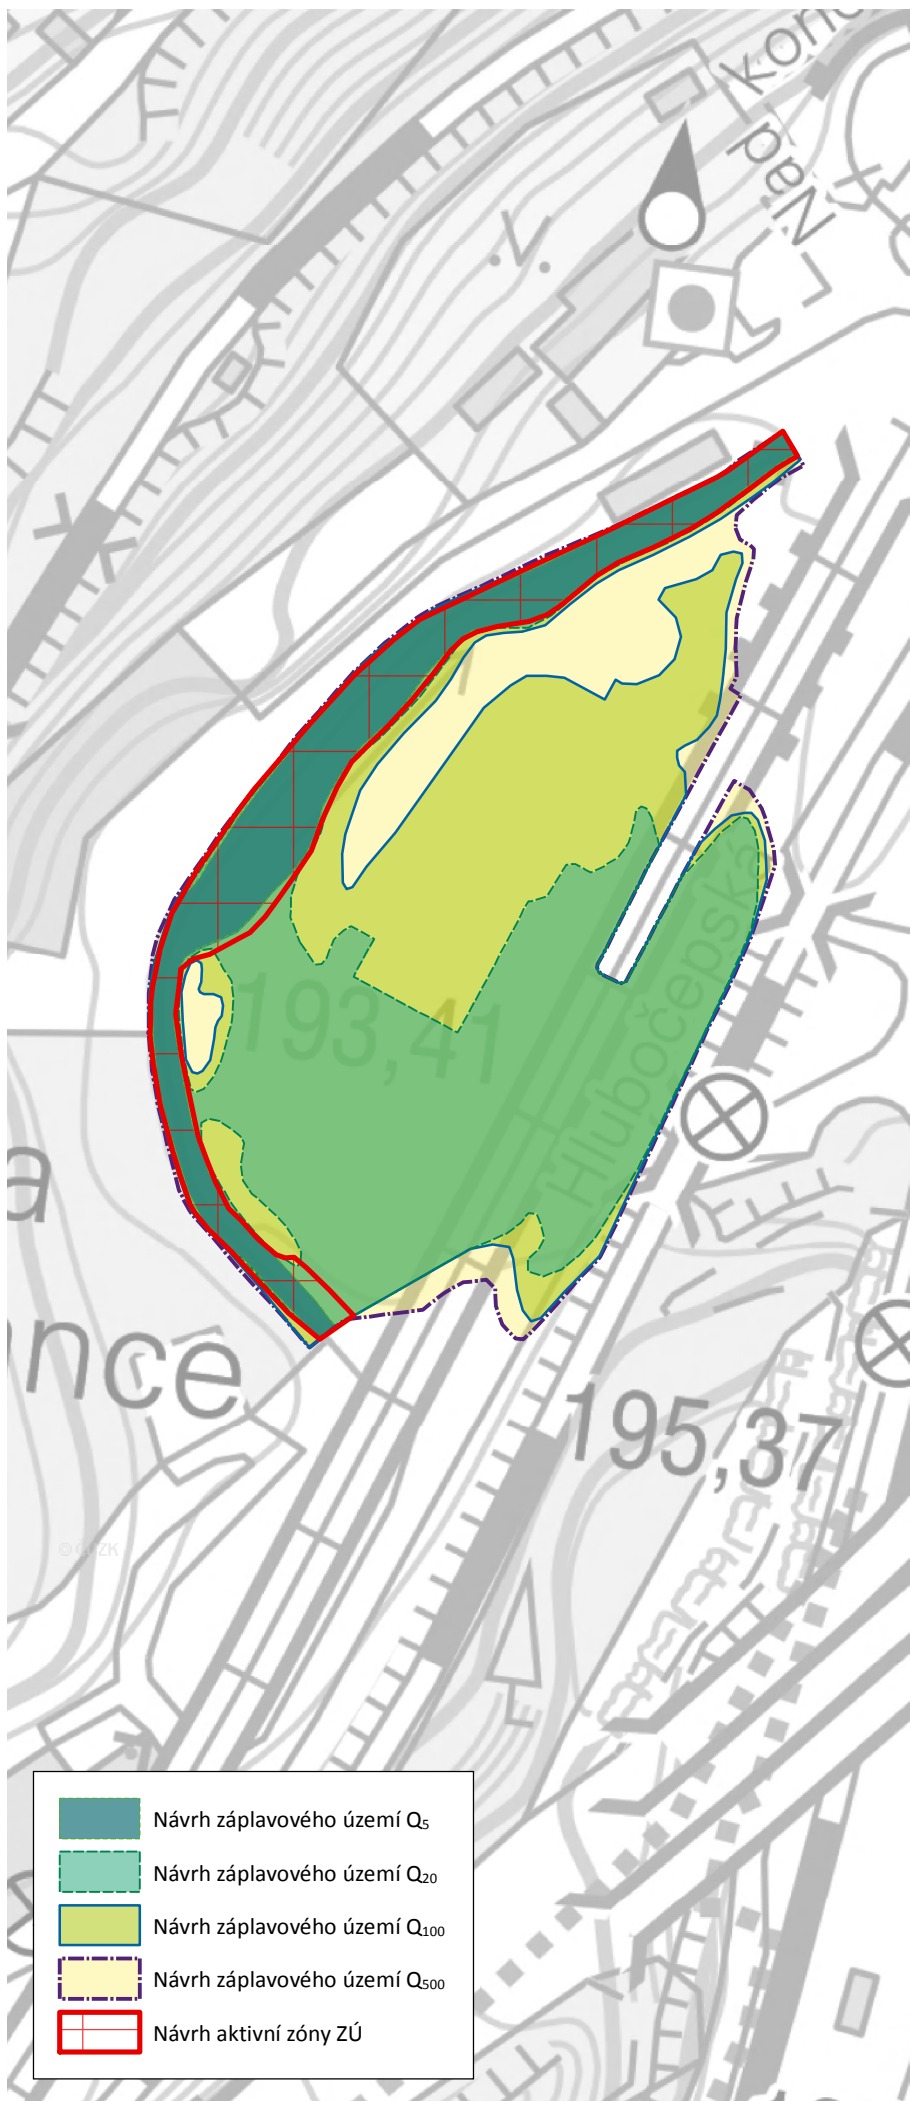 Nad
.V.
193,41
Hlubočepská
a
nce
195,37
© ČÚZK
Návrh záplavového území Q5
Návrh záplavového území Q20
Návrh záplavového území Q100
Návrh záplavového území Q500
Návrh aktivní zóny ZÚ